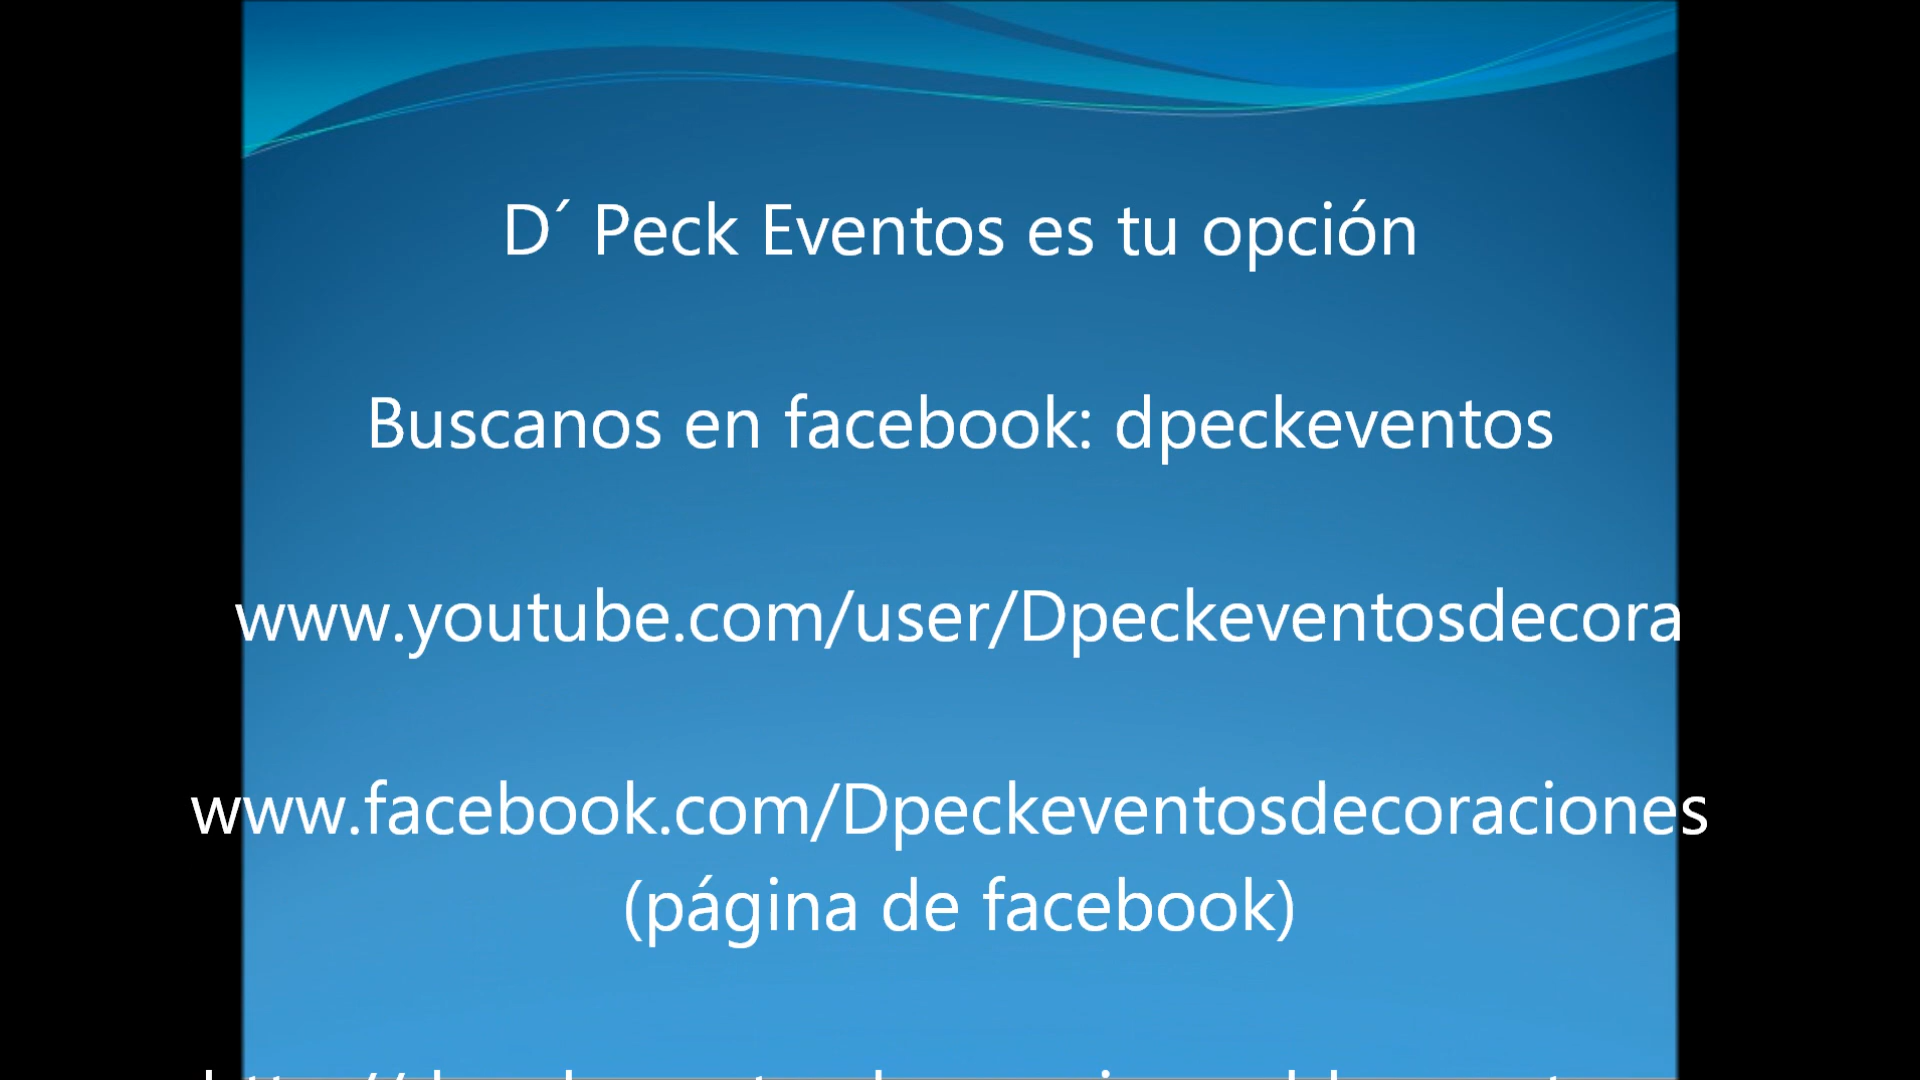 D´ Peck Eventos es tu opción
Buscanos en facebook: dpeckeventos
www.youtube.com/user/Dpeckeventosdecora
www.facebook.com/Dpeckeventosdecoraciones
(página de facebook)